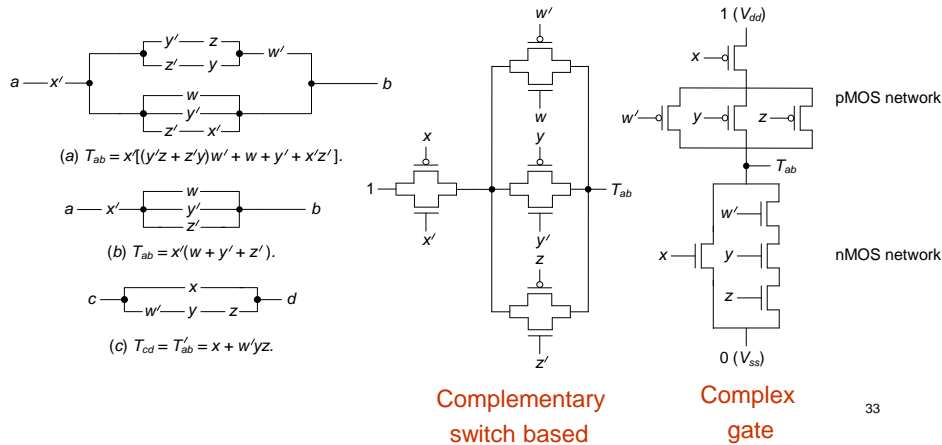 y′ z
w′
z′ y
a x′ b
w
y′
z′ x′
(a) Tab = x′[(y′z + z′y)w′ + w + y′ + x′z′].
w
a x′ y′ b
z′
(b) Tab = x′(w + y′ + z′).
x
c d
w′ y z
(c) Tcd = T′ab = x + w′yz.
w′
w
x y
1 Tab
x′ y′
z
z′
Complementary
switch based
1 (Vdd)
x
pMOS network
w′ y z
Tab
w′
x y
nMOS network
z
0 (Vss)
Complex
gate
33